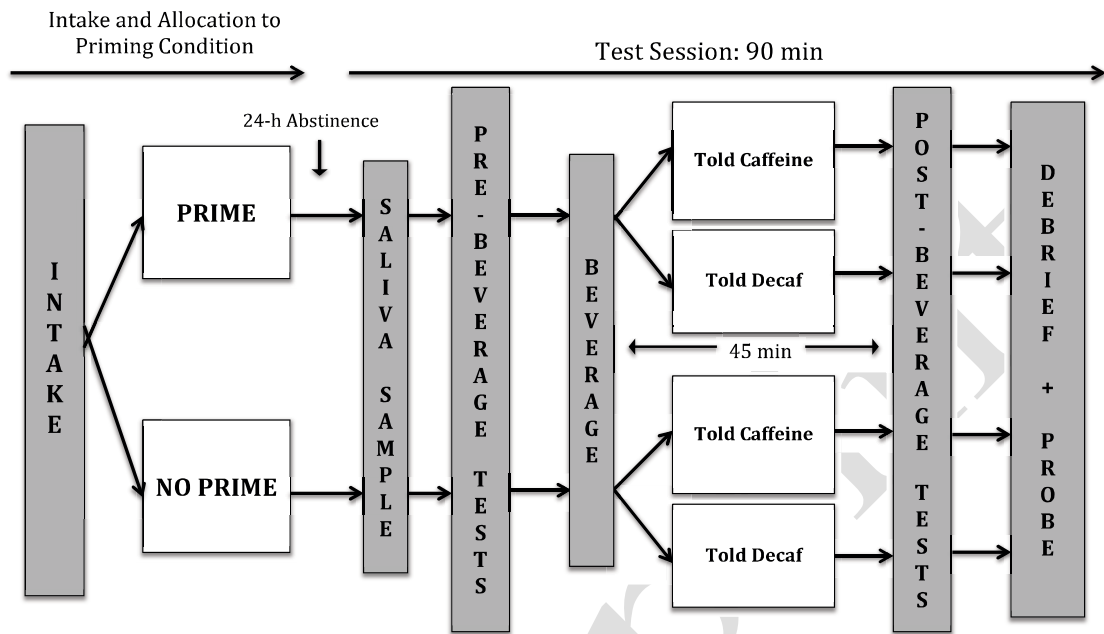 Intake and Allocation to
Priming Condition
Test Session: 90 min
24-h Abstinence
INTAKE
PRIME
NO PRIME
SALIVA SAMPLE
PRE-BEVERAGE TESTS
BEVERAGE
Told Caffeine
Told Decaf
45 min
Told Caffeine
Told Decaf
POST-BEVERAGE TESTS
DEBRIEF + PROBE